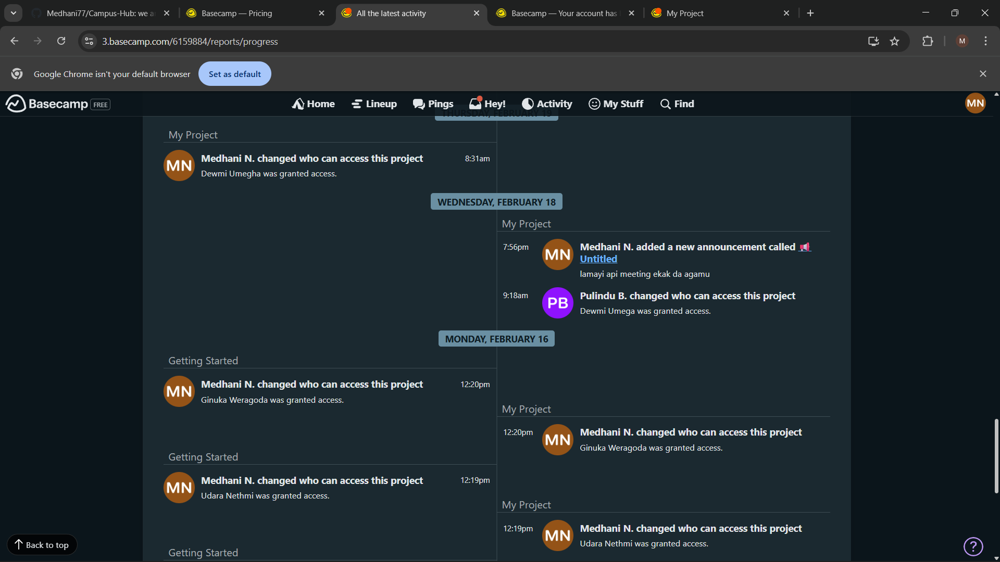 Medhani77/Campus-Hub: we a
Basecamp — Pricing
All the latest activity
Basecamp — Your account has
My Project
3.basecamp.com/6159884/reports/progress
M
Google Chrome isn't your default browser
Set as default
Basecamp FREE
Home
Lineup
Pings
Hey!
Activity
My Stuff
Find
MN
THURSDAY, FEBRUARY 19
My Project
MN
Medhani N. changed who can access this project
8:31am
Dewmi Umegha was granted access.
WEDNESDAY, FEBRUARY 18
My Project
7:56pm
MN
Medhani N. added a new announcement called 📢
Untitled
lamayi api meeting ekak da agamu
9:18am
PB
Pulindu B. changed who can access this project
Dewmi Umega was granted access.
MONDAY, FEBRUARY 16
Getting Started
MN
Medhani N. changed who can access this project
12:20pm
Ginuka Weragoda was granted access.
My Project
12:20pm
MN
Medhani N. changed who can access this project
Ginuka Weragoda was granted access.
Getting Started
MN
Medhani N. changed who can access this project
12:19pm
Udara Nethmi was granted access.
My Project
12:19pm
MN
Medhani N. changed who can access this project
Udara Nethmi was granted access.
Getting Started
Back to top
?